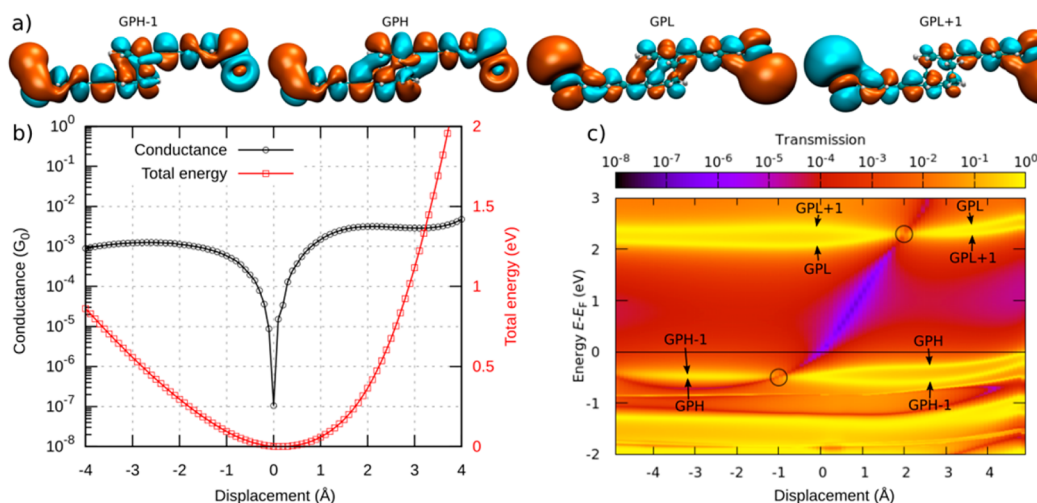 a)
GPH-1
GPH
GPL
GPL+1
b)
10^0
10^-1
10^-2
10^-3
10^-4
10^-5
10^-6
10^-7
10^-8
Conductance (G_0)
Conductance
Total energy
2
1.5
1
0.5
0
Total energy (eV)
-4 -3 -2 -1 0 1 2 3 4
Displacement (Å)
c)
Transmission
10^-8 10^-7 10^-6 10^-5 10^-4 10^-3 10^-2 10^-1 10^0
3
2
1
0
-1
-2
Energy E-E_F (eV)
GPL+1
GPL
GPL
GPL+1
GPH-1
GPH
GPH
GPH-1
-4 -3 -2 -1 0 1 2 3 4
Displacement (Å)